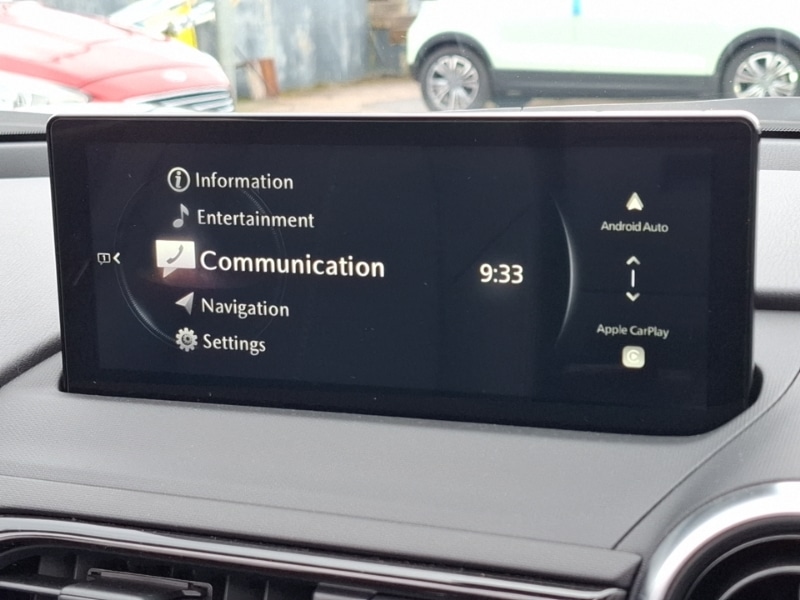 Information
Entertainment
Communication
Navigation
Settings
9:33
Android Auto
Apple CarPlay